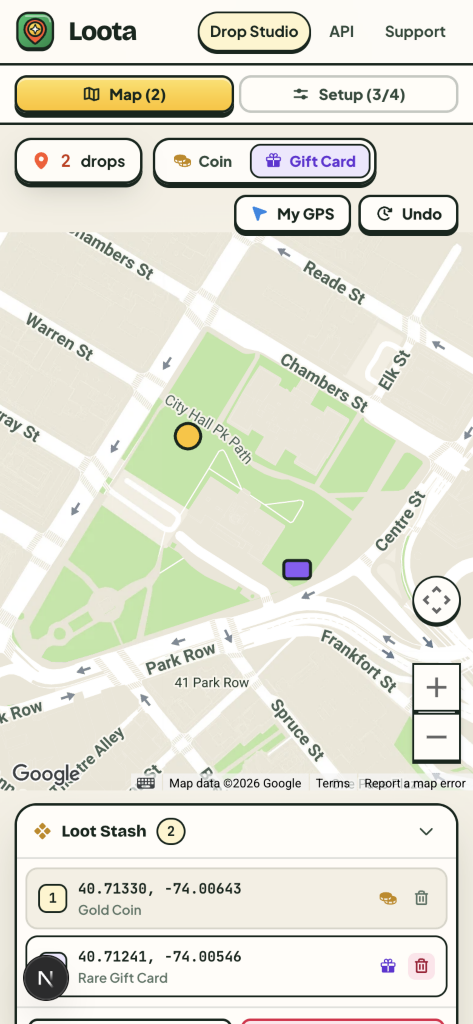 Loota
Drop Studio
API
Support
Map (2)
Setup (3/4)
2 drops
Coin
Gift Card
My GPS
Undo
Chambers St
Reade St
Warren St
Chambers St
Elk St
City Hall Pk Path
Centre St
Park Row
41 Park Row
Frankfort St
Spruce St
Theatre Alley
Google
Map data ©2026 Google
Terms
Report a map error
Loot Stash 2
1
40.71330, -74.00643
Gold Coin
40.71241, -74.00546
Rare Gift Card
N